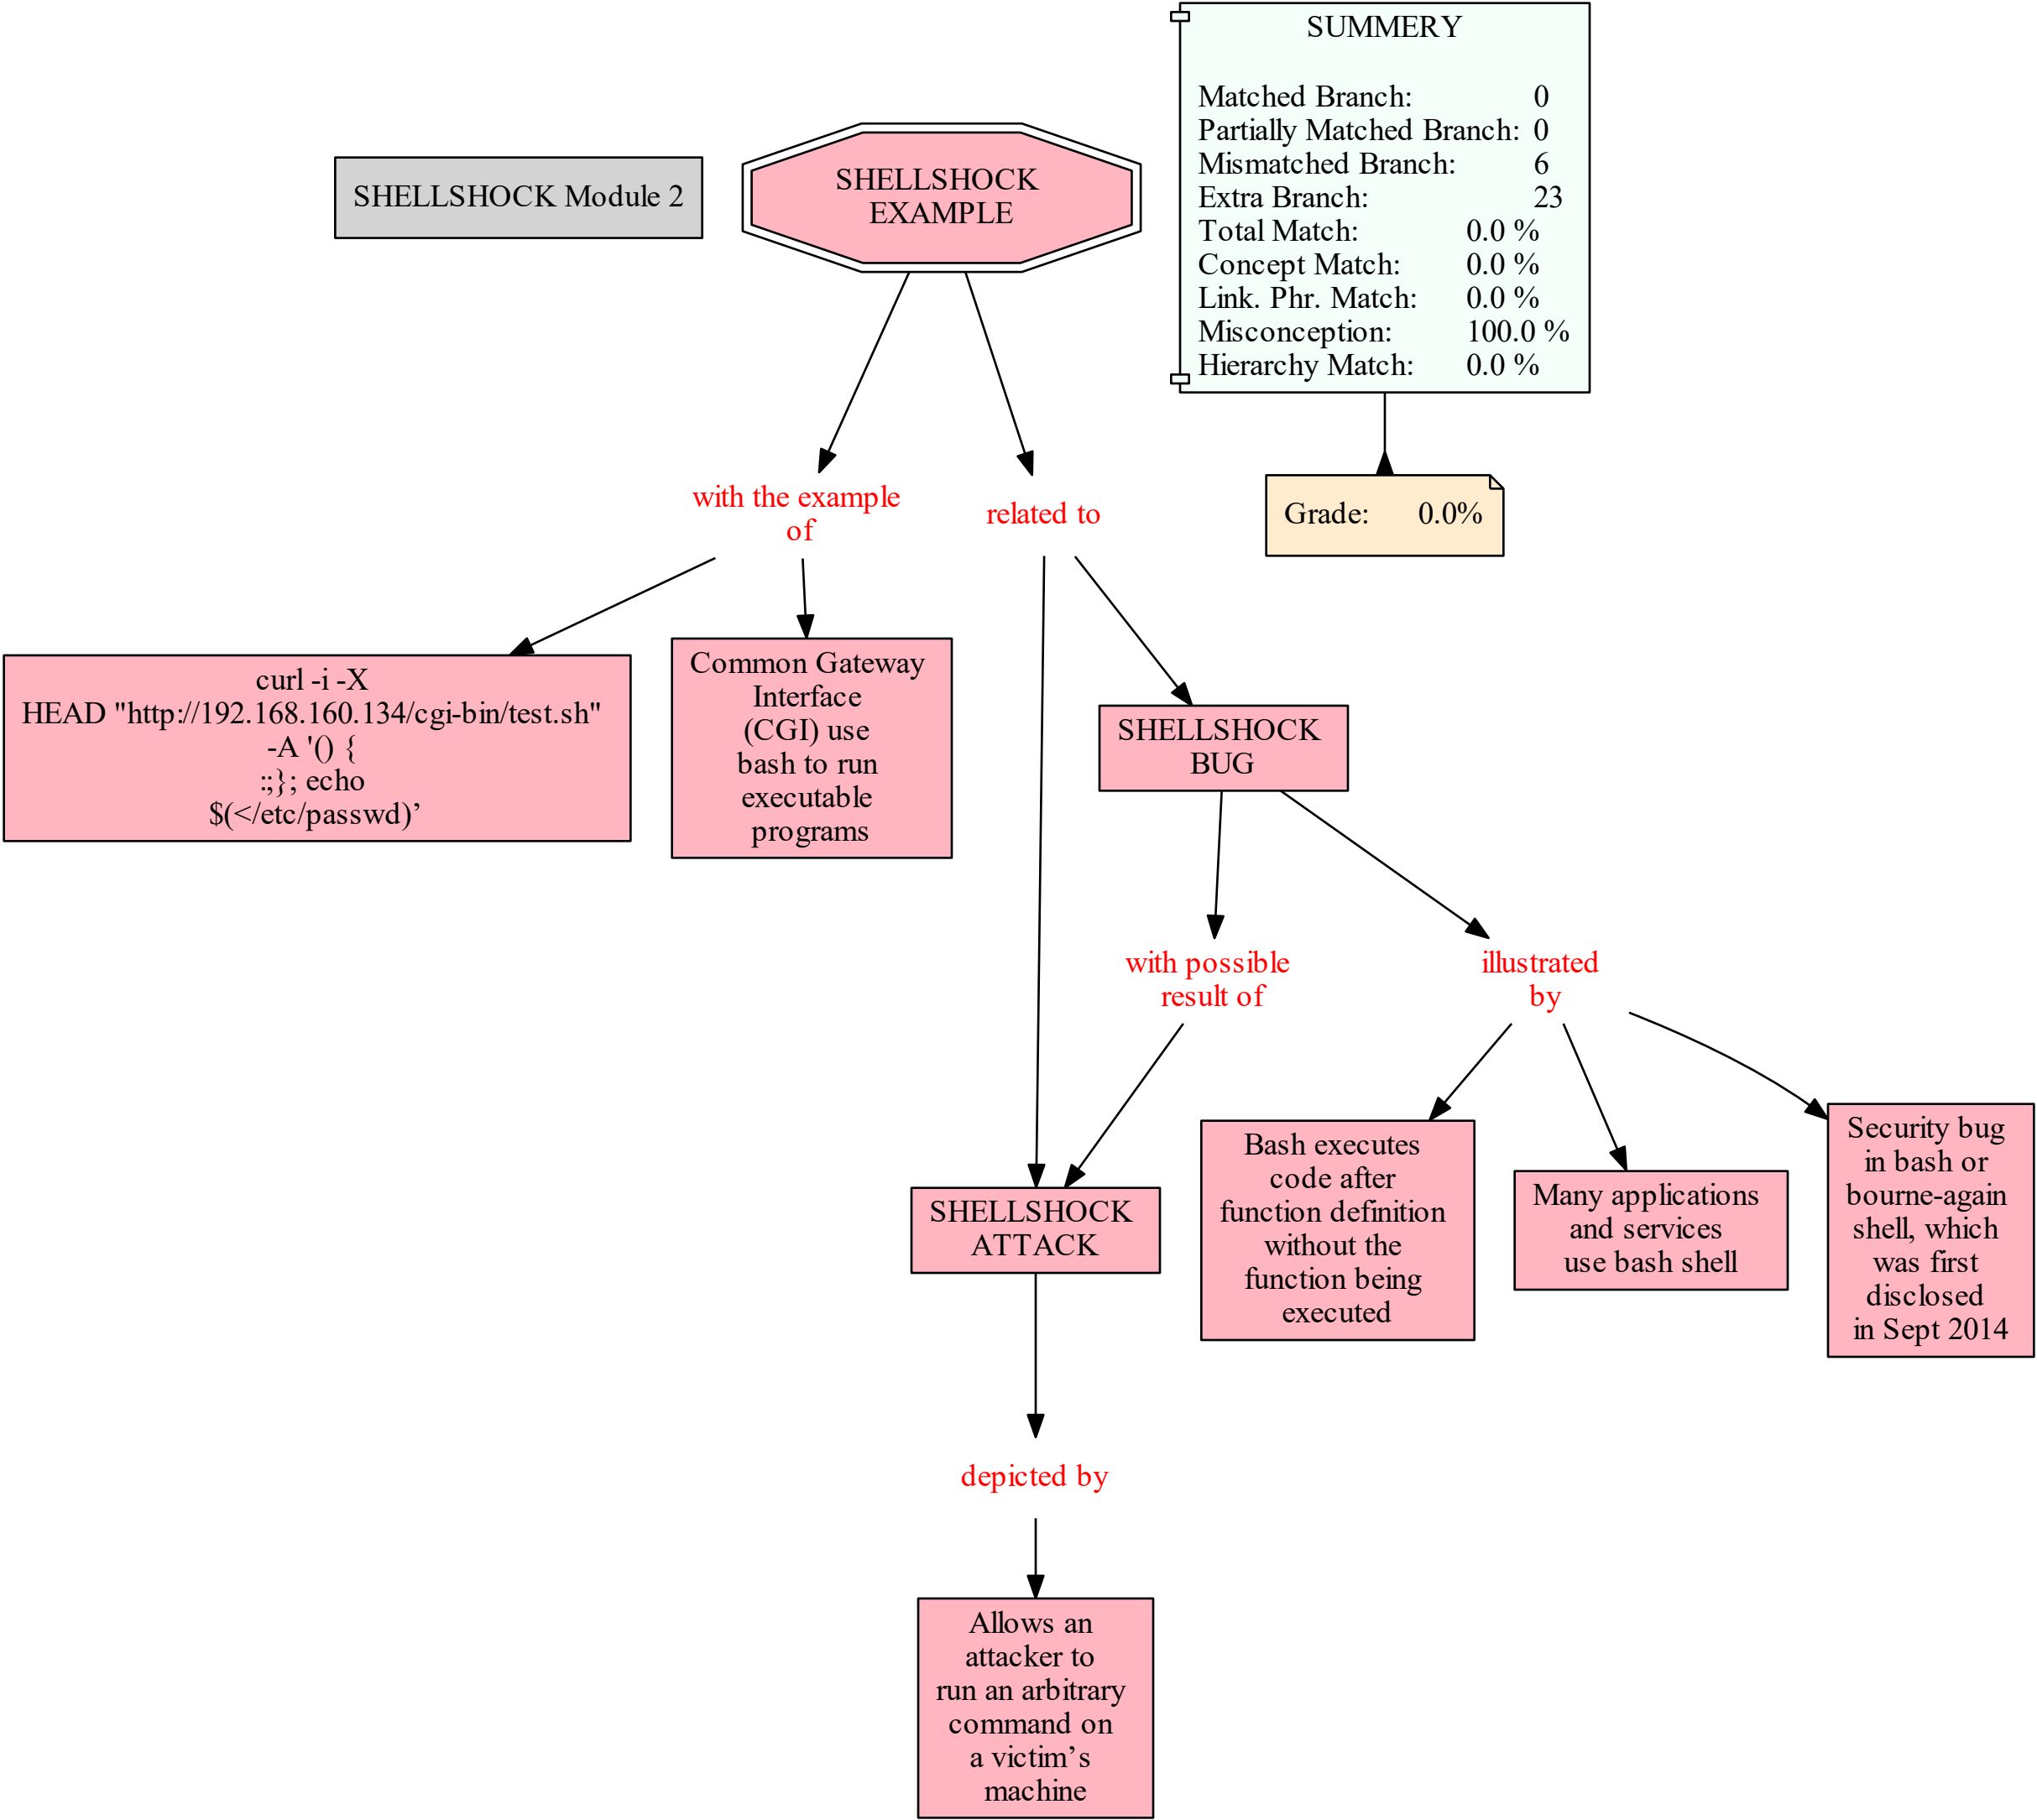 SHELLSHOCK Module 2
SHELLSHOCK
EXAMPLE
SUMMERY
Matched Branch: 0
Partially Matched Branch: 0
Mismatched Branch: 6
Extra Branch: 23
Total Match: 0.0 %
Concept Match: 0.0 %
Link. Phr. Match: 0.0 %
Misconception: 100.0 %
Hierarchy Match: 0.0 %
Grade: 0.0%
with the example
of
related to
curl -i -X
HEAD "http://192.168.160.134/cgi-bin/test.sh"
-A '() {
:;}; echo
$(</etc/passwd)’
Common Gateway
Interface
(CGI) use
bash to run
executable
programs
SHELLSHOCK
BUG
with possible
result of
illustrated
by
SHELLSHOCK
ATTACK
Bash executes
code after
function definition
without the
function being
executed
Many applications
and services
use bash shell
Security bug
in bash or
bourne-again
shell, which
was first
disclosed
in Sept 2014
depicted by
Allows an
attacker to
run an arbitrary
command on
a victim’s
machine